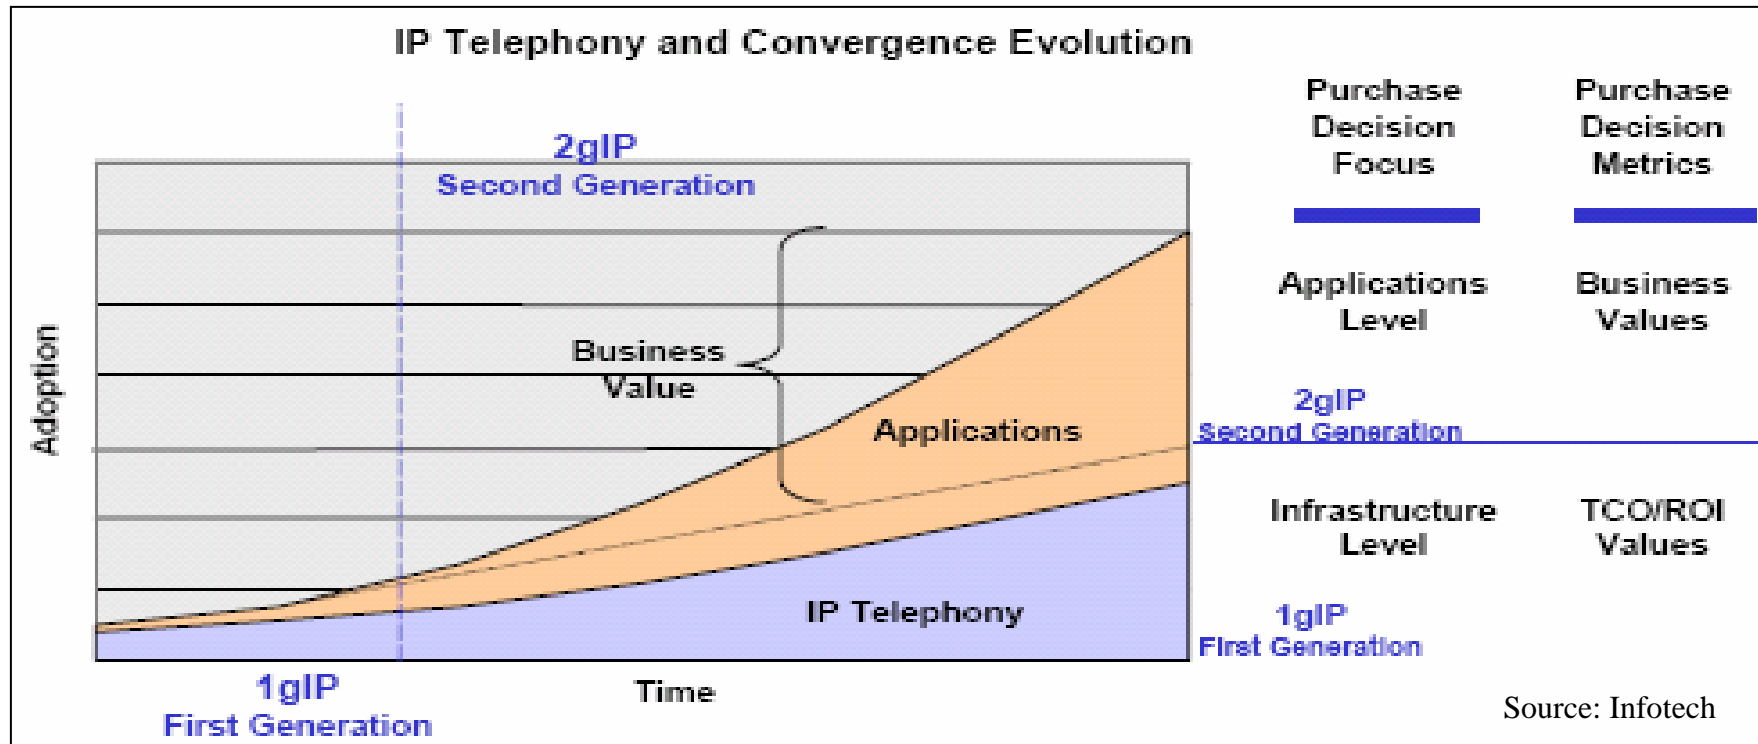 IP Telephony and Convergence Evolution
2gIP
Second Generation
Adoption
Business
Value
Applications
IP Telephony
1gIP
First Generation
Time
Purchase
Decision
Focus
Purchase
Decision
Metrics
Applications
Level
Business
Values
2gIP
Second Generation
Infrastructure
Level
TCO/ROI
Values
1gIP
First Generation
Source: Infotech